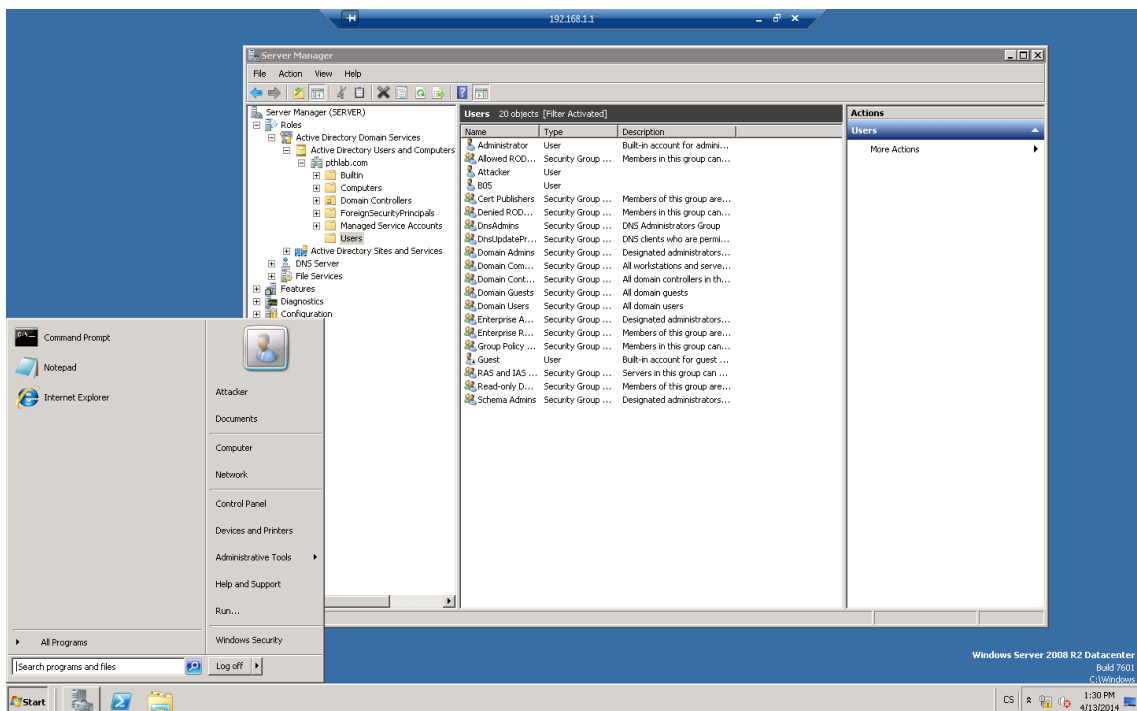 192.168.1.1
Server Manager
File Action View Help
Server Manager (SERVER)
Roles
Active Directory Domain Services
Active Directory Users and Computers
pthlab.com
Builtin
Computers
Domain Controllers
ForeignSecurityPrincipals
Managed Service Accounts
Users
Active Directory Sites and Services
DNS Server
File Services
Features
Diagnostics
Configuration
Users 20 objects [Filter Activated]
Name Type Description
Administrator User Built-in account for admini...
Allowed ROD... Security Group ... Members in this group can...
Attacker User
B05 User
Cert Publishers Security Group ... Members of this group are...
Denied ROD... Security Group ... Members in this group can...
DnsAdmins Security Group ... DNS Administrators Group
DnsUpdatePr... Security Group ... DNS clients who are permi...
Domain Admins Security Group ... Designated administrators...
Domain Com... Security Group ... All workstations and serve...
Domain Cont... Security Group ... All domain controllers in th...
Domain Guests Security Group ... All domain guests
Domain Users Security Group ... All domain users
Enterprise A... Security Group ... Designated administrators...
Enterprise R... Security Group ... Members of this group are...
Group Policy ... Security Group ... Members in this group can...
Guest User Built-in account for guest ...
RAS and IAS ... Security Group ... Servers in this group can ...
Read-only D... Security Group ... Members of this group are...
Schema Admins Security Group ... Designated administrators...
Actions
Users
More Actions
Command Prompt
Notepad
Internet Explorer
All Programs
Search programs and files
Attacker
Documents
Computer
Network
Control Panel
Devices and Printers
Administrative Tools
Help and Support
Run...
Windows Security
Log off
Windows Server 2008 R2 Datacenter
Build 7601
C:\Windows
Start
CS
1:30 PM
4/13/2014